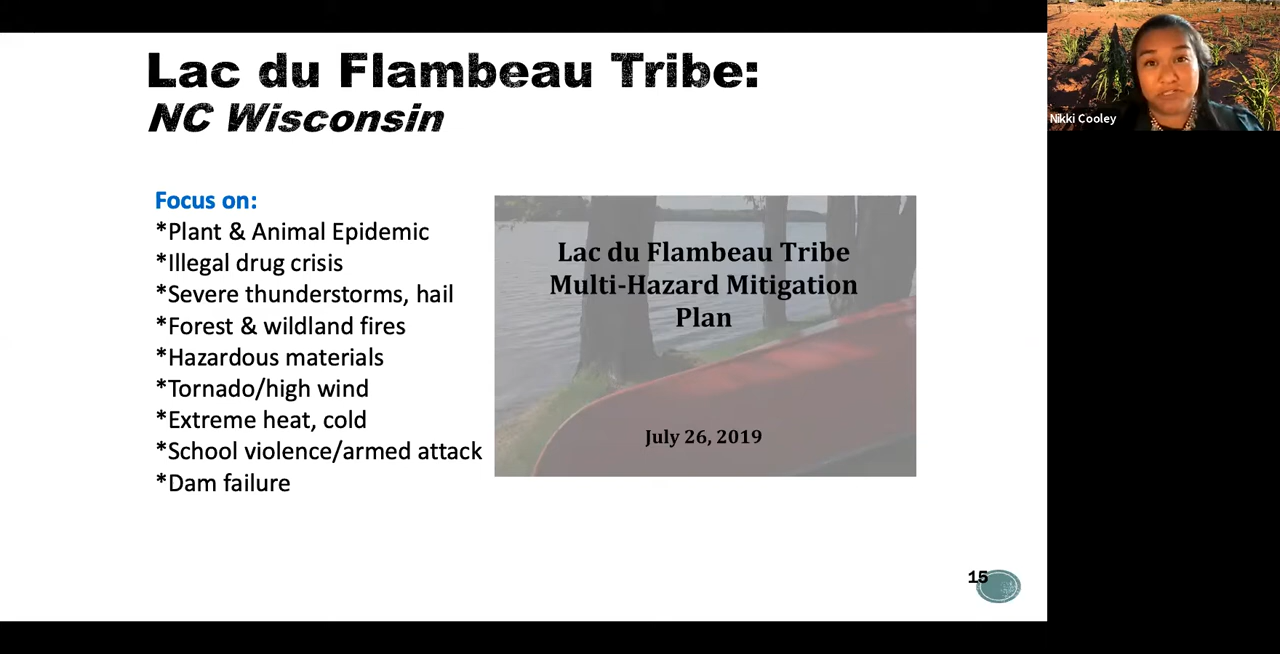 Lac du Flambeau Tribe:
NC Wisconsin
Focus on:
*Plant & Animal Epidemic
*Illegal drug crisis
*Severe thunderstorms, hail
*Forest & wildland fires
*Hazardous materials
*Tornado/high wind
*Extreme heat, cold
*School violence/armed attack
*Dam failure
Lac du Flambeau Tribe
Multi-Hazard Mitigation
Plan
July 26, 2019
15
Nikki Cooley